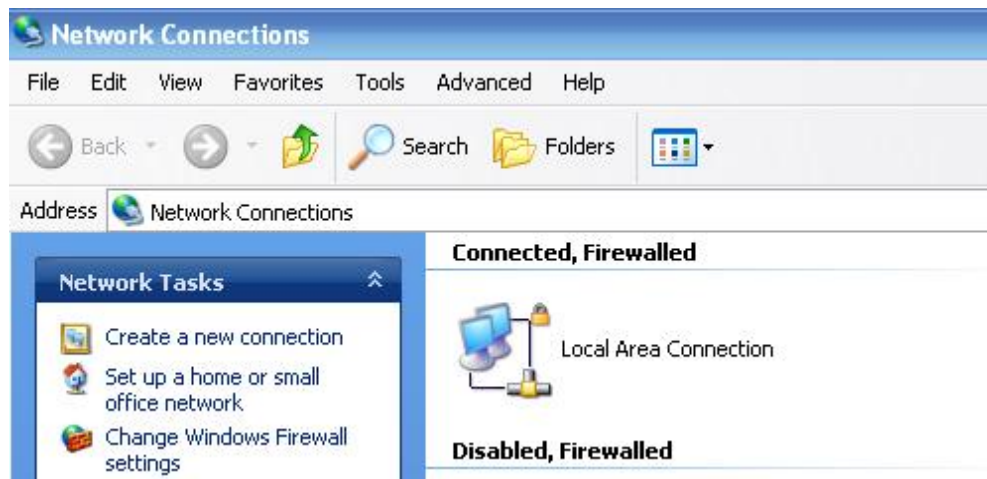 Network Connections
File Edit View Favorites Tools Advanced Help
Back Search Folders
Address Network Connections
Network Tasks
Create a new connection
Set up a home or small
office network
Change Windows Firewall
settings
Connected, Firewalled
Local Area Connection
Disabled, Firewalled